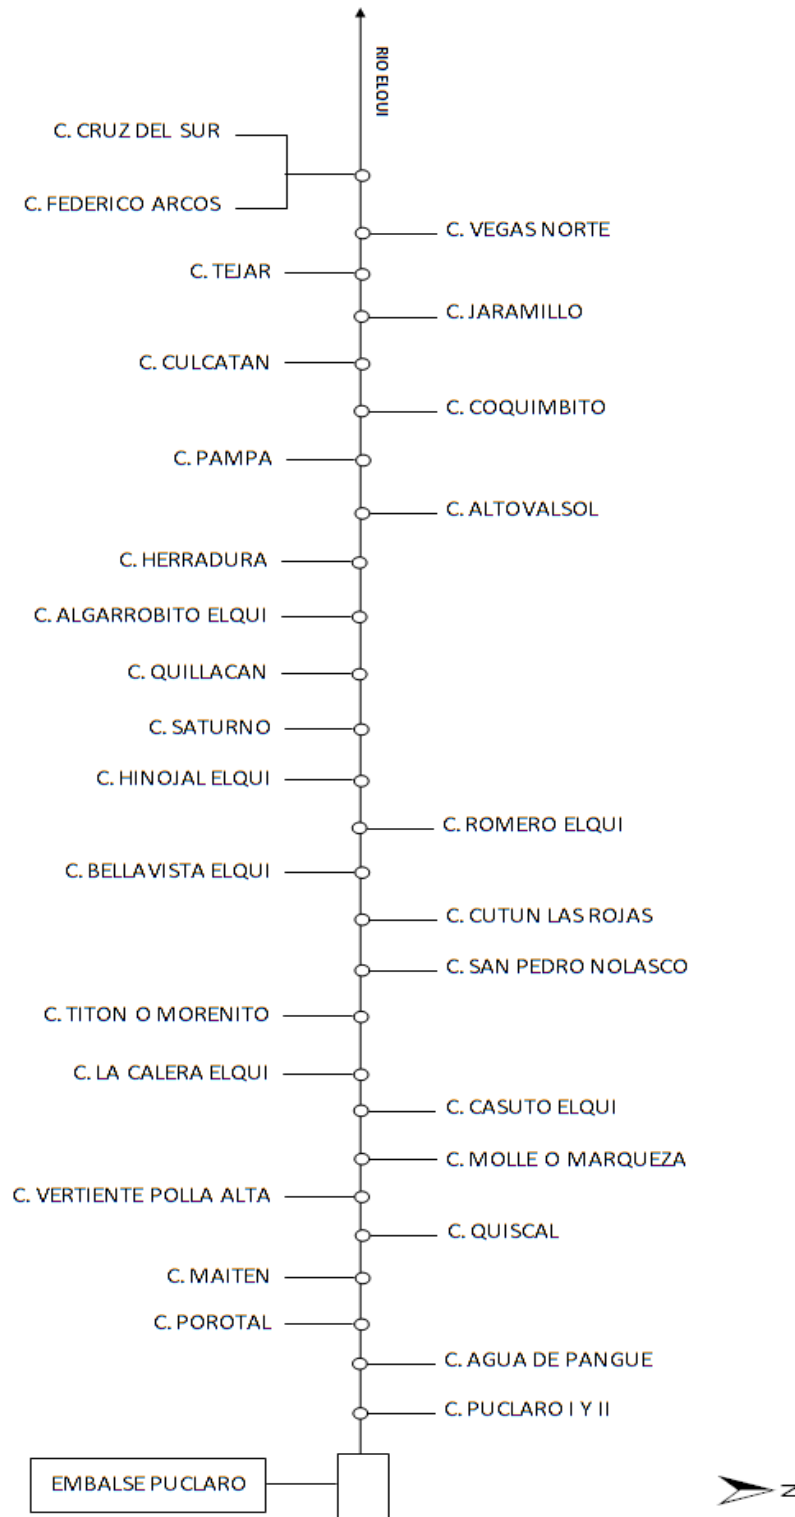 RIO ELQUI
C. CRUZ DEL SUR
C. FEDERICO ARCOS
C. VEGAS NORTE
C. TEJAR
C. JARAMILLO
C. CULCATAN
C. COQUIMBITO
C. PAMPA
C. ALTOVALSOL
C. HERRADURA
C. ALGARROBITO ELQUI
C. QUILLACAN
C. SATURNO
C. HINOJAL ELQUI
C. ROMERO ELQUI
C. BELLAVISTA ELQUI
C. CUTUN LAS ROJAS
C. SAN PEDRO NOLASCO
C. TITON O MORENITO
C. LA CALERA ELQUI
C. CASUTO ELQUI
C. MOLLE O MARQUEZA
C. VERTIENTE POLLA ALTA
C. QUISCAL
C. MAITEN
C. POROTAL
C. AGUA DE PANGUE
C. PUCLARO I Y II
EMBALSE PUCLARO
N